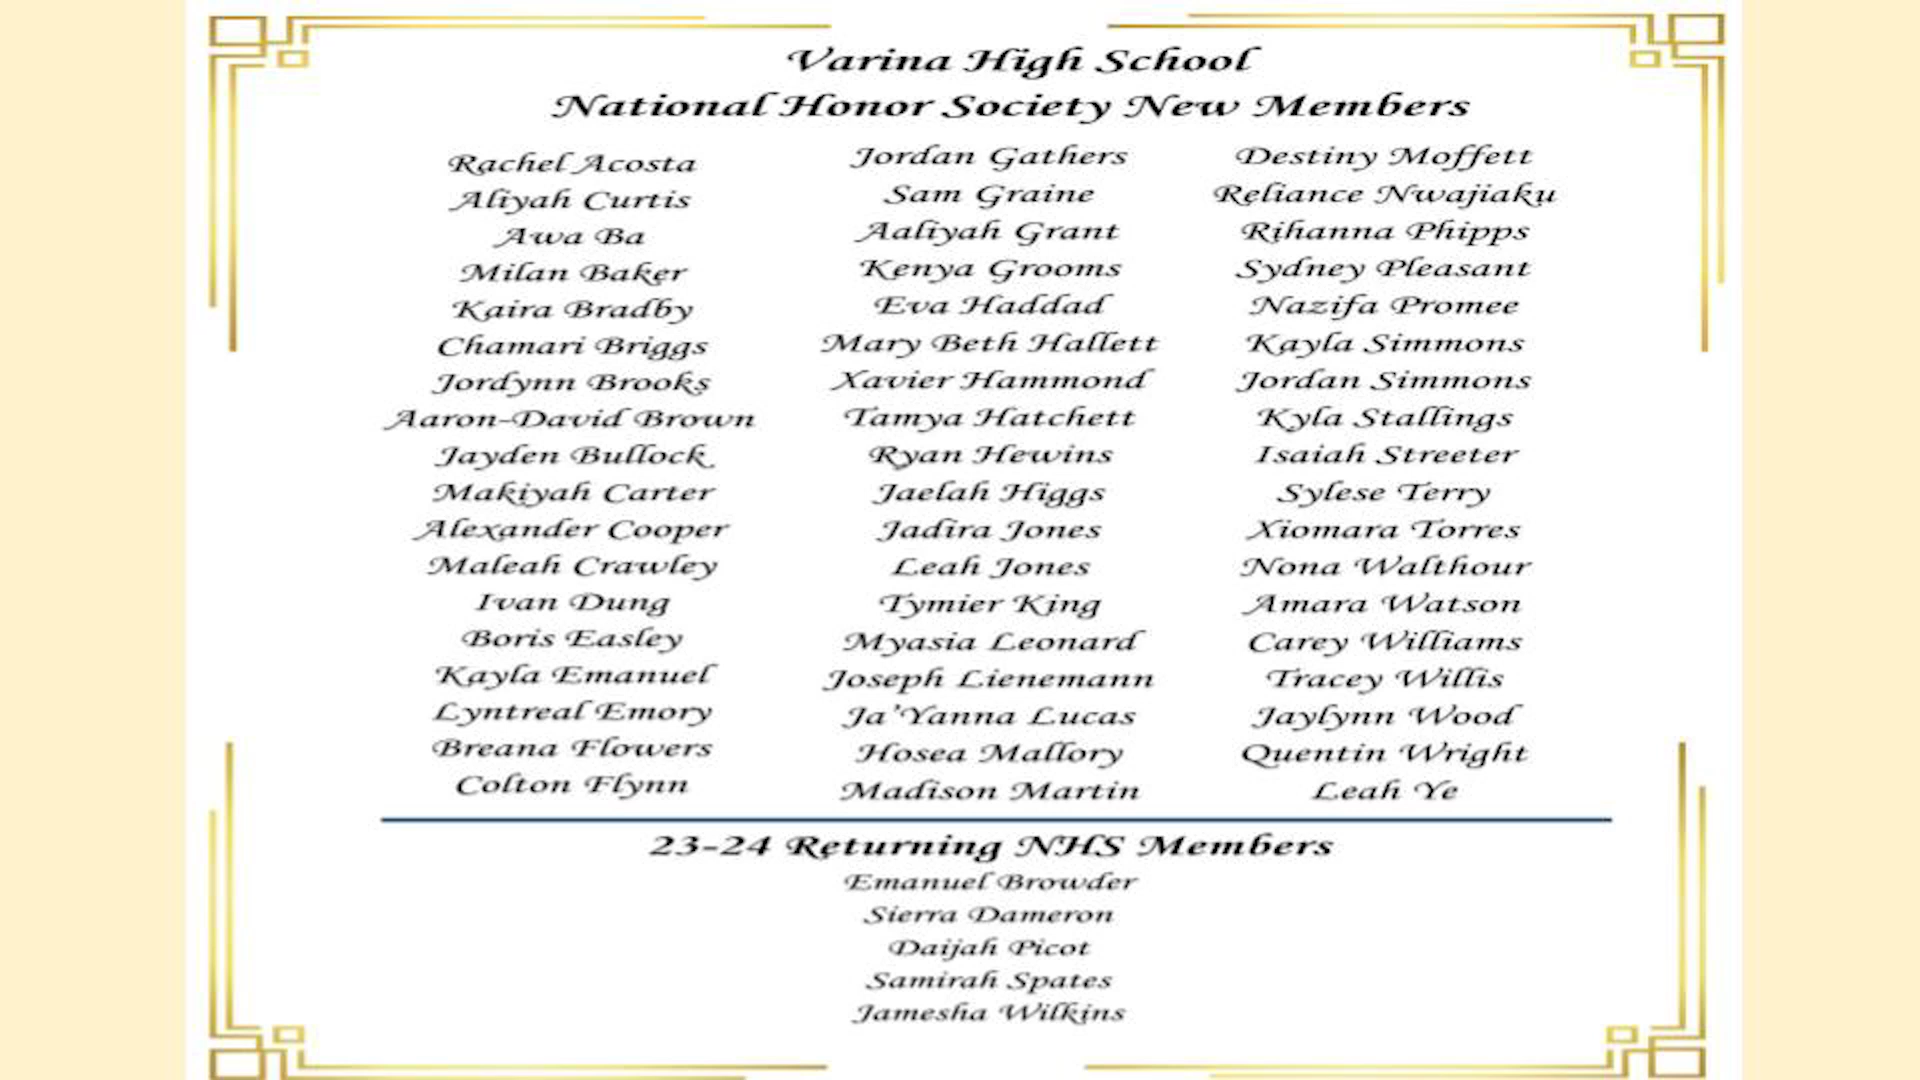 Varina High School
National Honor Society New Members
Rachel Acosta
Aliyah Curtis
Awa Ba
Milan Baker
Kaira Bradby
Chamari Briggs
Jordynn Brooks
Aaron-David Brown
Jayden Bullock
Makiyah Carter
Alexander Cooper
Maleah Crawley
Ivan Dung
Boris Easley
Kayla Emanuel
Lyntreal Emory
Breana Flowers
Colton Flynn
Jordan Gathers
Sam Graine
Aaliyah Grant
Kenya Grooms
Eva Haddad
Mary Beth Hallett
Xavier Hammond
Tamya Hatchett
Ryan Hewins
Jaelah Higgs
Jadira Jones
Leah Jones
Tymier King
Myasia Leonard
Joseph Lienemann
Ja'Yanna Lucas
Hosea Mallory
Madison Martin
Destiny Moffett
Reliance Nwajiaku
Rihanna Phipps
Sydney Pleasant
Nazifa Promee
Kayla Simmons
Jordan Simmons
Kyla Stallings
Isaiah Streeter
Sylese Terry
Xiomara Torres
Nona Walthour
Amara Watson
Carey Williams
Tracey Willis
Jaylynn Wood
Quentin Wright
Leah Ye
23-24 Returning NHS Members
Emanuel Browder
Sierra Dameron
Daijah Picot
Samirah Spates
Jamesha Wilkins